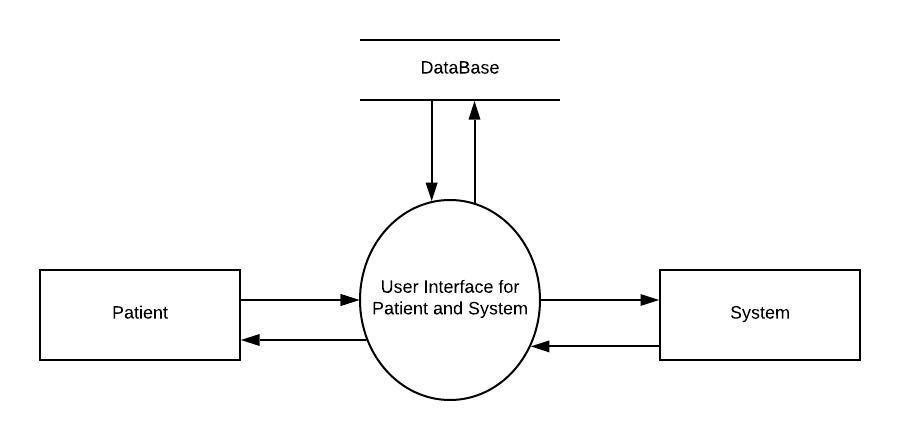 DataBase
Patient
User Interface for
Patient and System
System